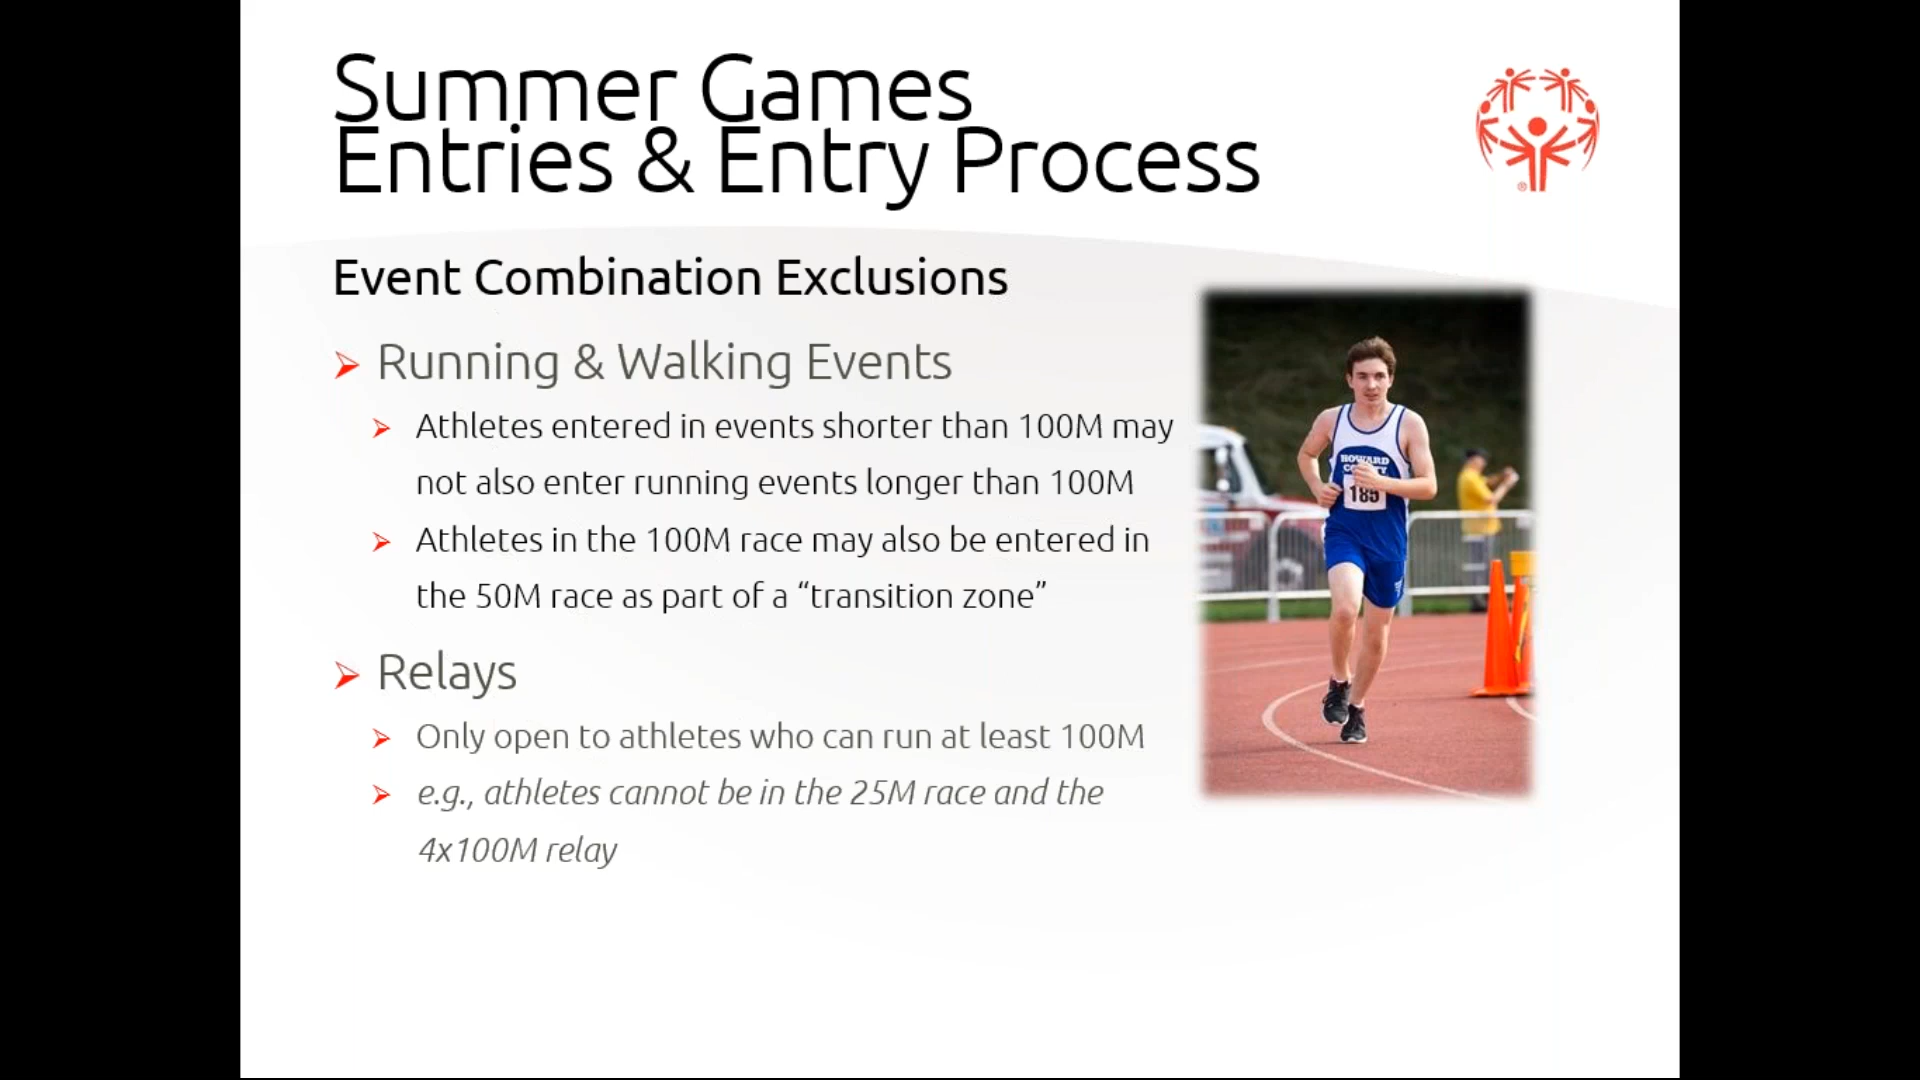 Summer Games
Entries & Entry Process
Event Combination Exclusions
Running & Walking Events
Athletes entered in events shorter than 100M may
not also enter running events longer than 100M
Athletes in the 100M race may also be entered in
the 50M race as part of a “transition zone”
Relays
Only open to athletes who can run at least 100M
e.g., athletes cannot be in the 25M race and the
4x100M relay
HOWARD
COUNTY
185
®